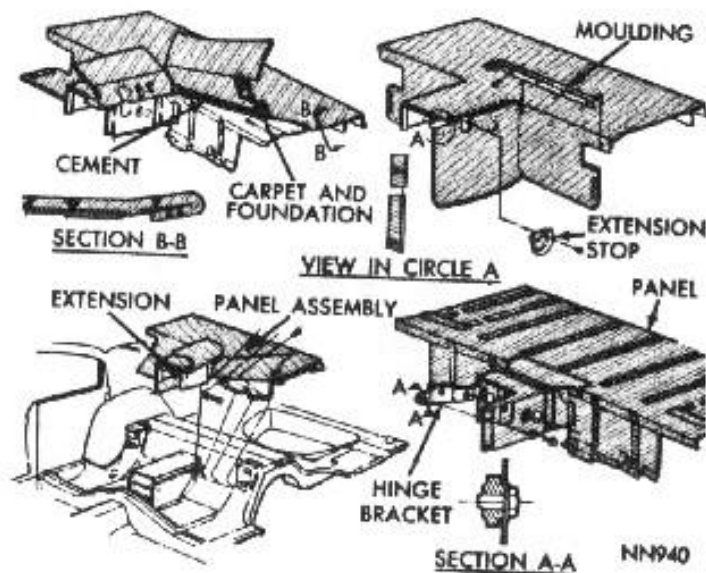 MOULDING
A
B
B
CEMENT
CARPET AND
FOUNDATION
SECTION B-B
EXTENSION
STOP
VIEW IN CIRCLE A
EXTENSION
PANEL ASSEMBLY
PANEL
A
A
HINGE
BRACKET
SECTION A-A
NN940